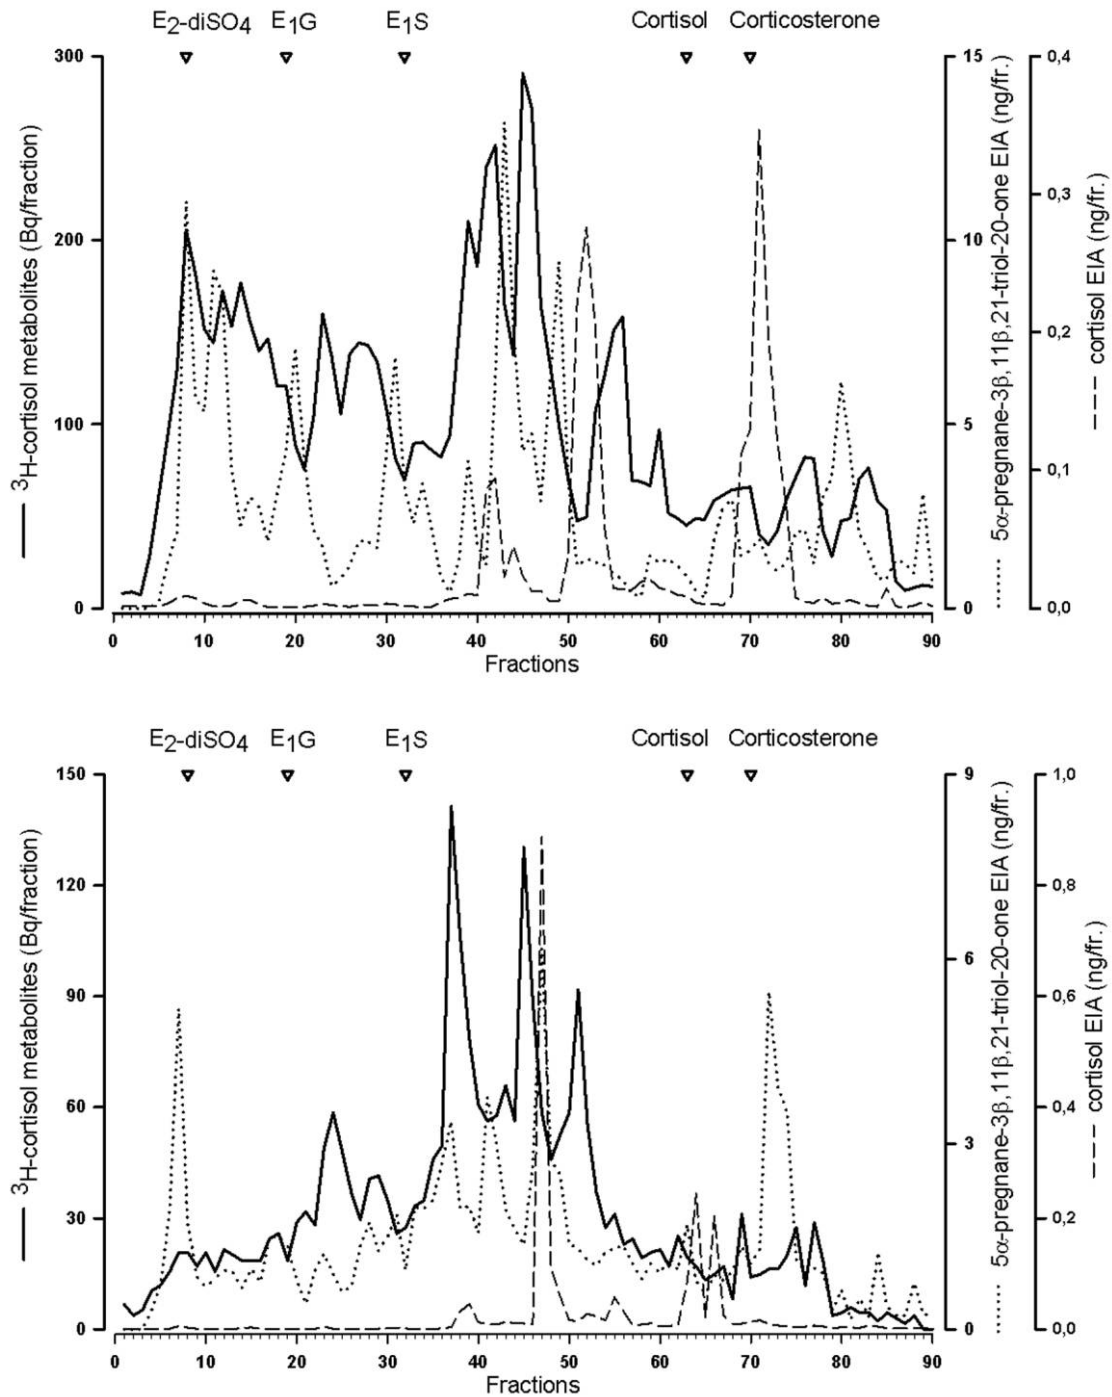 E2-diSO4 E1G E1S Cortisol Corticosterone
300 15 0,4
200 10 0,3
0,2
100 5 0,1
0 0 0,0
3H-cortisol metabolites (Bq/fraction)
5α-pregnane-3β,11β,21-triol-20-one EIA (ng/fr.)
cortisol EIA (ng/fr.)
0 10 20 30 40 50 60 70 80 90
Fractions
E2-diSO4 E1G E1S Cortisol Corticosterone
150 9 1,0
120 0,8
6
90 0,6
60 0,4
3
30 0,2
0 0 0,0
3H-cortisol metabolites (Bq/fraction)
5α-pregnane-3β,11β,21-triol-20-one EIA (ng/fr.)
cortisol EIA (ng/fr.)
0 10 20 30 40 50 60 70 80 90
Fractions